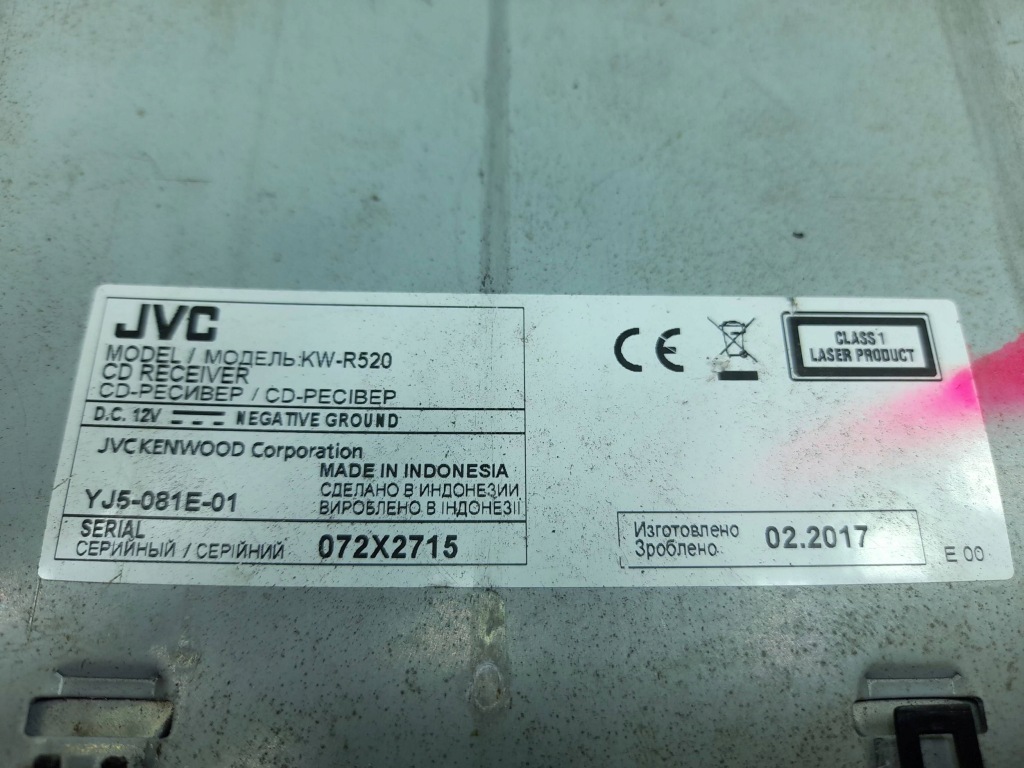 JVC
MODEL / МОДЕЛЬ:KW-R520
CD RECEIVER
CD-РЕСИВЕР / CD-РЕСІВЕР
D.C. 12V NEGATIVE GROUND
JVCKENWOOD Corporation
MADE IN INDONESIA
СДЕЛАНО В ИНДОНЕЗИИ
YJ5-081E-01
ВИРОБЛЕНО В ІНДОНЕЗІЇ
SERIAL
СЕРИЙНЫЙ / СЕРІЙНИЙ 072X2715
CE
CLASS 1
LASER PRODUCT
Изготовлено
Зроблено 02.2017
E 00